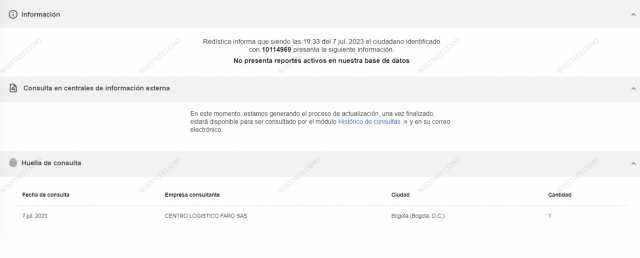 Información
Redlística informa que siendo las 19:33 del 7 jul. 2023 el ciudadano identificado
con 10114969 presenta la siguiente información.
No presenta reportes activos en nuestra base de datos
Consulta en centrales de información externa
En este momento, estamos generando el proceso de actualización, una vez finalizado,
estará disponible para ser consultado por el módulo Histórico de consultas » y en su correo
electrónico.
Huella de consulta
Fecha de consulta Empresa consultante Ciudad Cantidad
7 jul. 2023 CENTRO LOGISTICO FARO SAS Bogota (Bogota, D.C.) 1